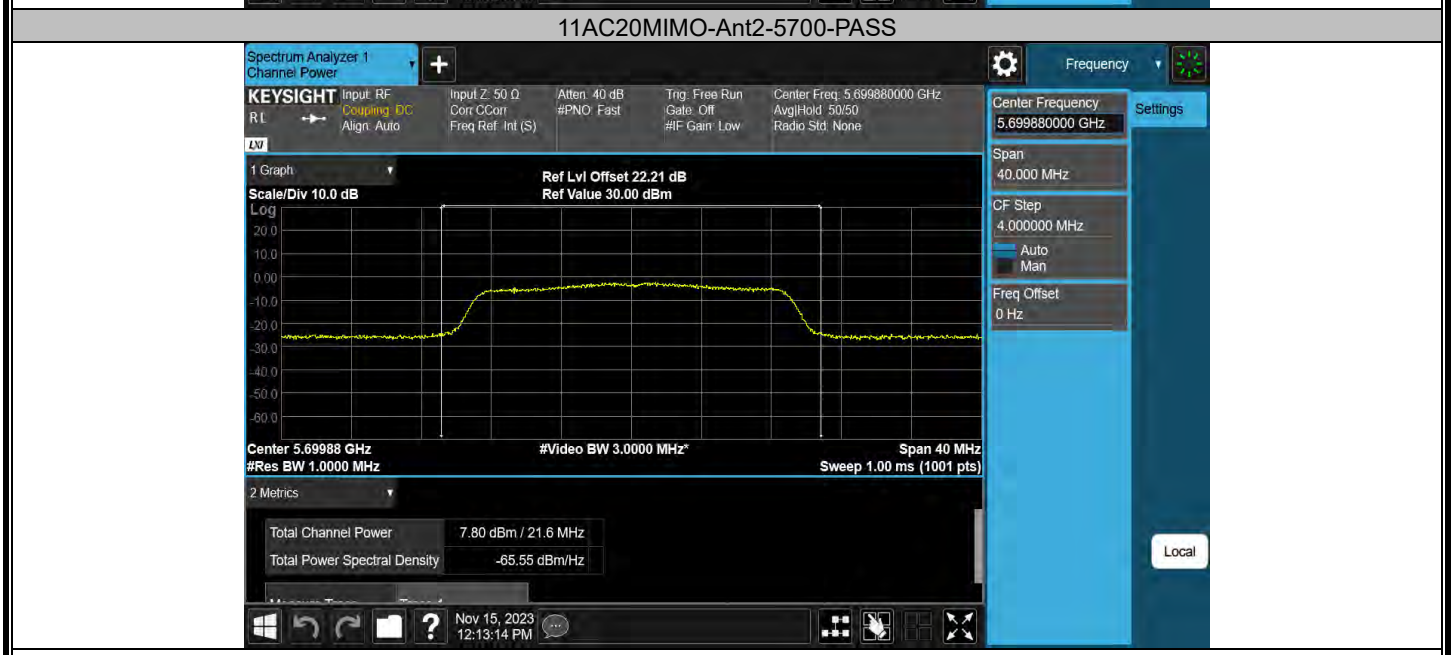 11AC20MIMO-Ant2-5700-PASS
Spectrum Analyzer 1
Channel Power
+
Frequency
KEYSIGHT
RL
LXI
Input: RF
Coupling: DC
Align: Auto
Input Z: 50 Ω
Corr CCorr
Freq Ref: Int (S)
Atten: 40 dB
#PNO: Fast
Trig: Free Run
Gate: Off
#IF Gain: Low
Center Freq: 5.699880000 GHz
Avg|Hold: 50/50
Radio Std: None
Center Frequency
5.699880000 GHz
Settings
Span
40.000 MHz
CF Step
4.000000 MHz
Auto
Man
Freq Offset
0 Hz
Local
1 Graph
Scale/Div 10.0 dB
Ref Lvl Offset 22.21 dB
Ref Value 30.00 dBm
Log
20.0
10.0
0.00
-10.0
-20.0
-30.0
-40.0
-50.0
-60.0
Center 5.69988 GHz
#Video BW 3.0000 MHz*
Span 40 MHz
#Res BW 1.0000 MHz
Sweep 1.00 ms (1001 pts)
2 Metrics
Total Channel Power 7.80 dBm / 21.6 MHz
Total Power Spectral Density -65.55 dBm/Hz
?
Nov 15, 2023
12:13:14 PM